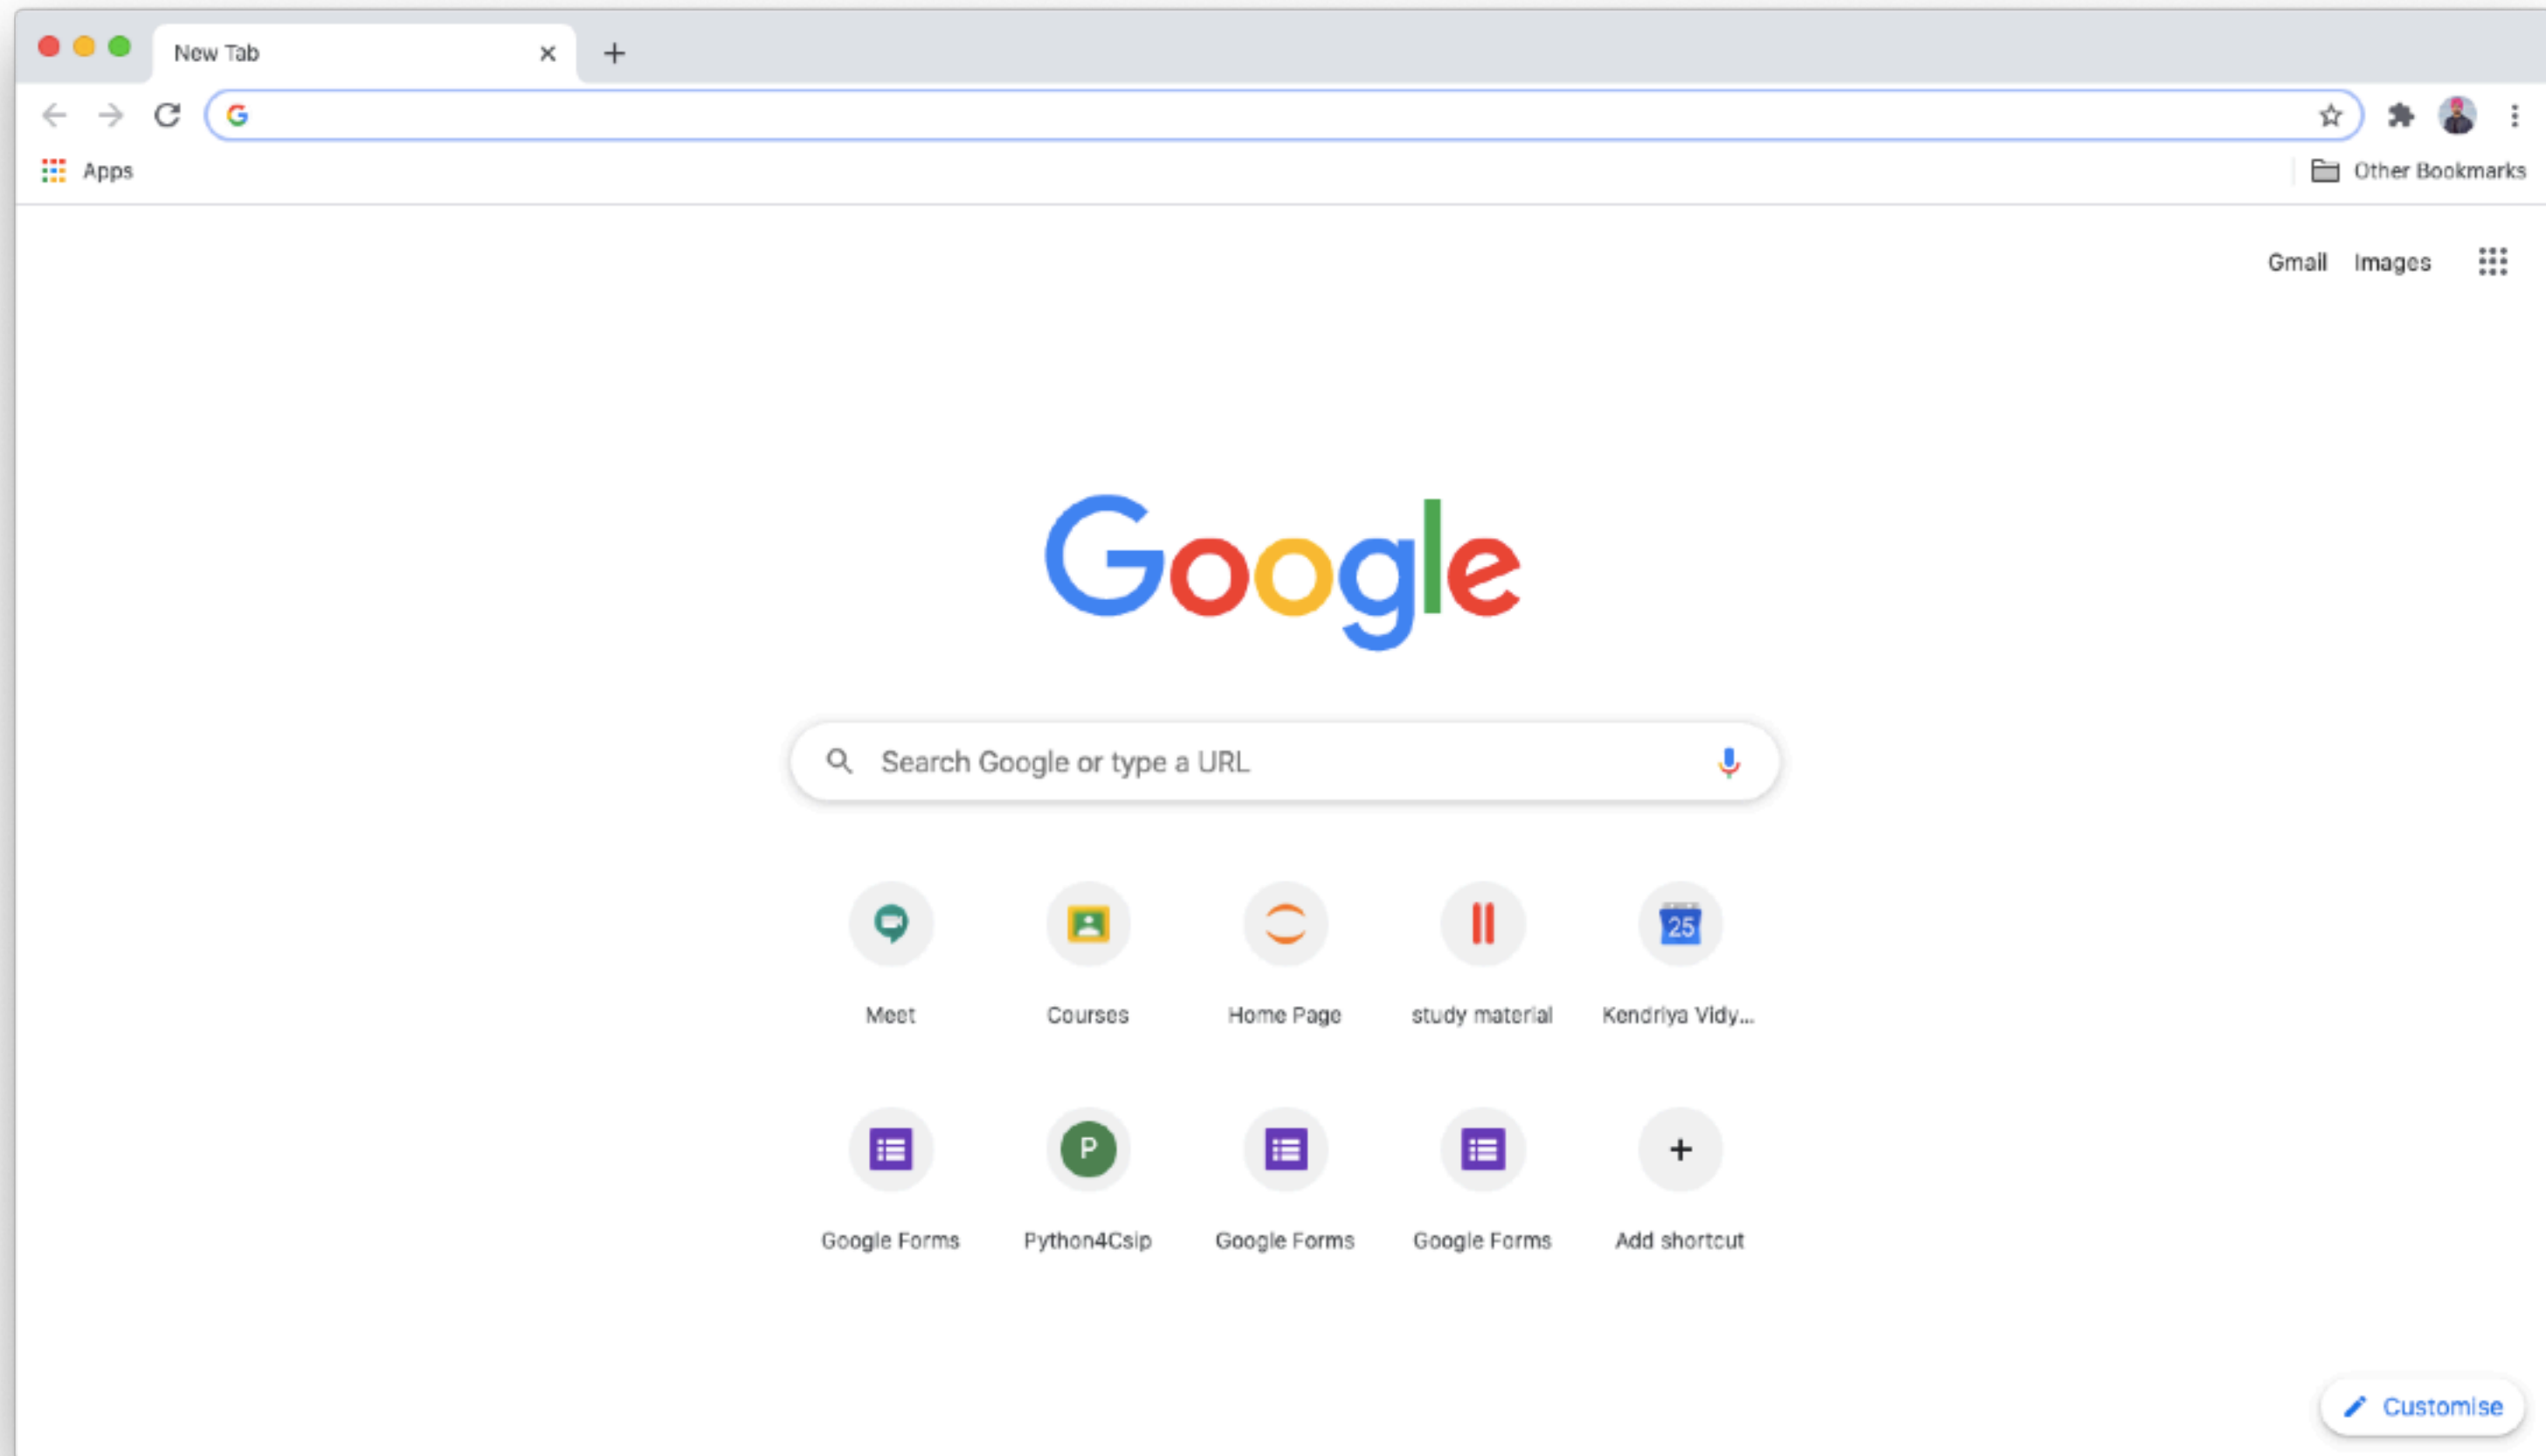 New Tab
Apps
Other Bookmarks
Gmail Images
Google
Search Google or type a URL
25
Meet Courses Home Page study material Kendriya Vidy...
P
Google Forms Python4Csip Google Forms Google Forms Add shortcut
Customise